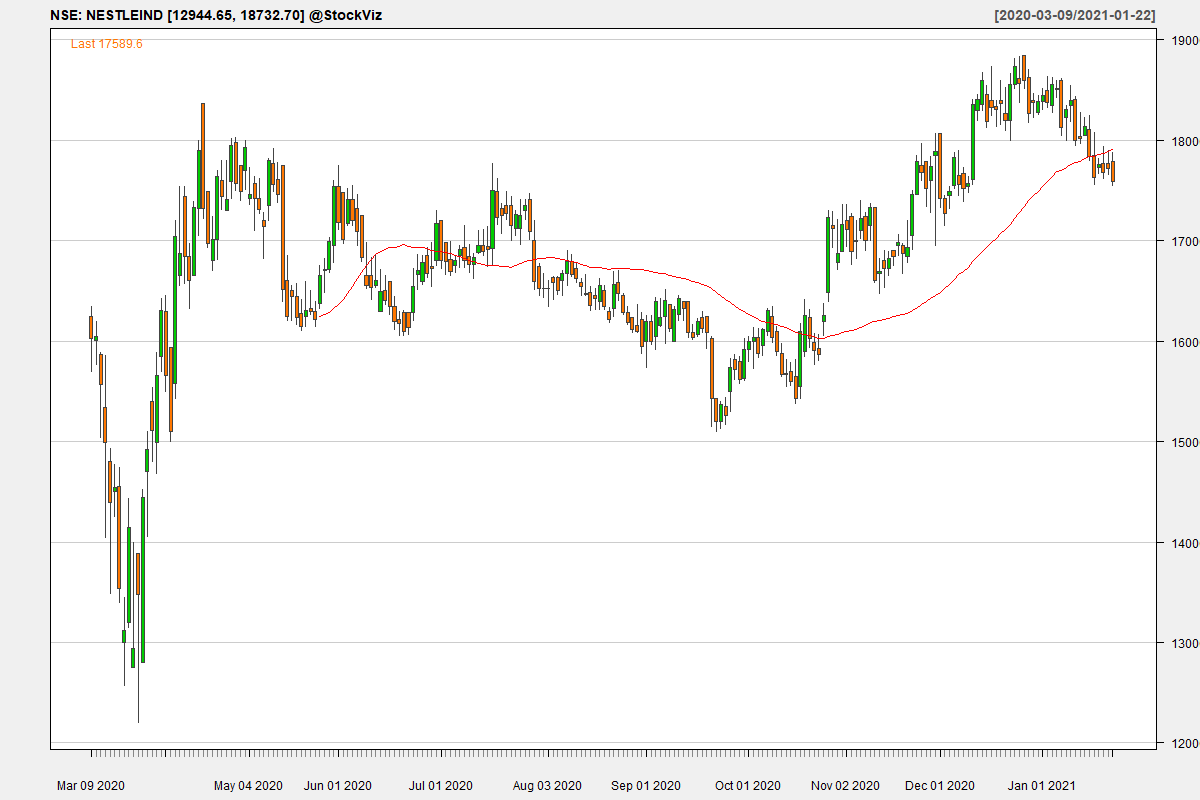 NSE: NESTLEIND [12944.65, 18732.70] @StockViz
[2020-03-09/2021-01-22]
Last 17589.6
1900
1800
1700
1600
1500
1400
1300
1200
Mar 09 2020
May 04 2020
Jun 01 2020
Jul 01 2020
Aug 03 2020
Sep 01 2020
Oct 01 2020
Nov 02 2020
Dec 01 2020
Jan 01 2021